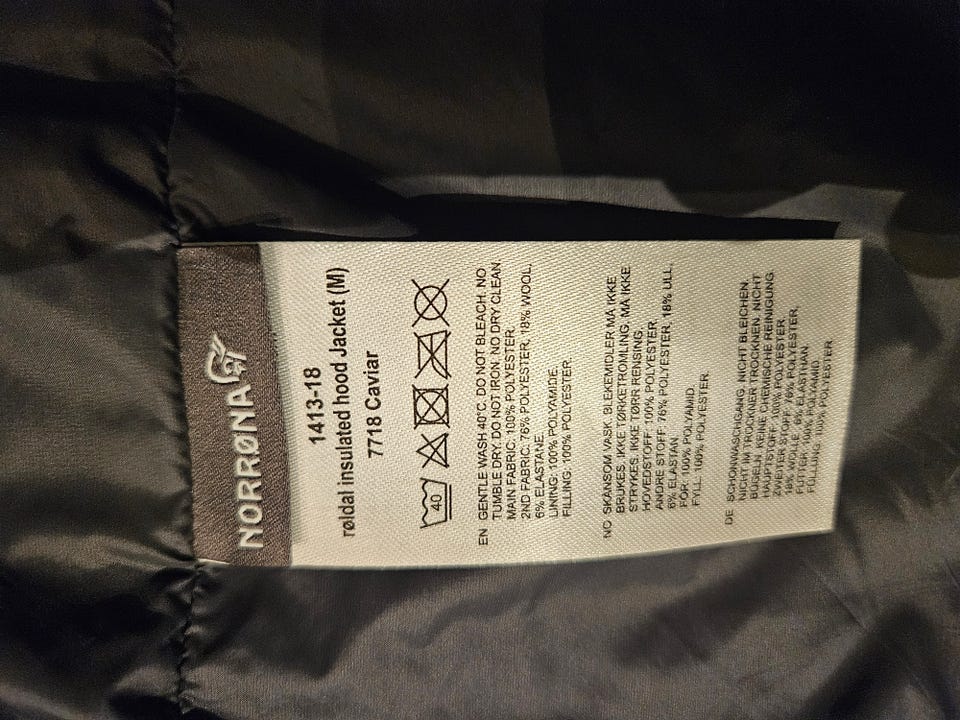 NORRØNA
1413-18
røldal insulated hood Jacket (M)
7718 Caviar
40
EN GENTLE WASH 40°C. DO NOT BLEACH. NO
TUMBLE DRY. DO NOT IRON. NO DRY CLEAN.
MAIN FABRIC: 100% POLYESTER.
2ND FABRIC: 76% POLYESTER, 18% WOOL,
6% ELASTANE.
LINING: 100% POLYAMIDE.
FILLING: 100% POLYESTER.
NO SKÅNSOM VASK. BLEKEMIDLER MÅ IKKE
BRUKES. IKKE TØRKETROMLING. MÅ IKKE
STRYKES. IKKE TØRR RENSING.
HOVEDSTOFF: 100% POLYESTER.
ANDRE STOFF: 76% POLYESTER, 18% ULL,
6% ELASTAN.
FÔR: 100% POLYAMID.
FYLL: 100% POLYESTER.
DE SCHONWASCHGANG. NICHT BLEICHEN.
NICHT IM TROCKNER TROCKNEN. NICHT
BÜGELN. KEINE CHEMISCHE REINIGUNG.
HAUPTSTOFF: 100% POLYESTER
ZWEITER STOFF: 76% POLYESTER,
18% WOLLE, 6% ELASTHAN.
FUTTER: 100% POLYAMID.
FÜLLUNG: 100% POLYESTER